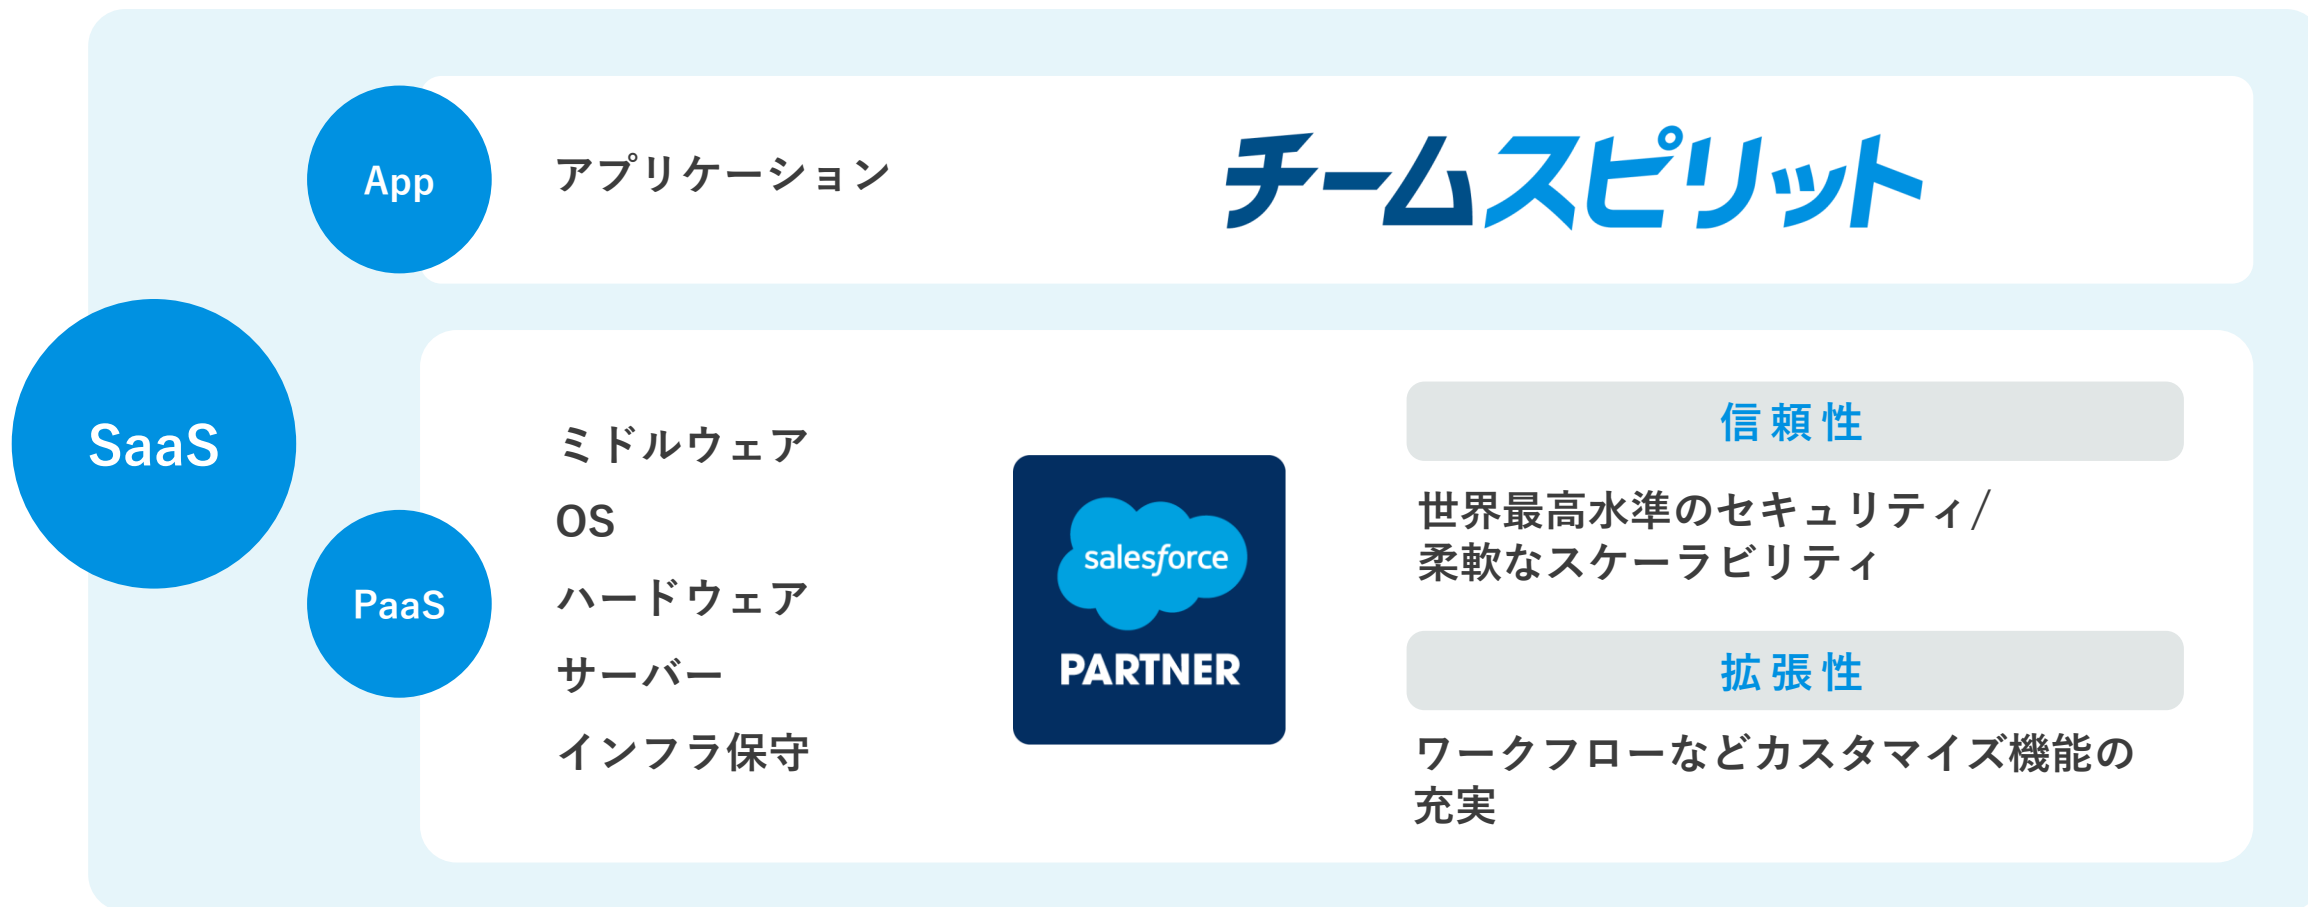 SaaS
App
アプリケーション
チームスピリット
PaaS
ミドルウェア
OS
ハードウェア
サーバー
インフラ保守
salesforce
PARTNER
信頼性
世界最高水準のセキュリティ/
柔軟なスケーラビリティ
拡張性
ワークフローなどカスタマイズ機能の
充実